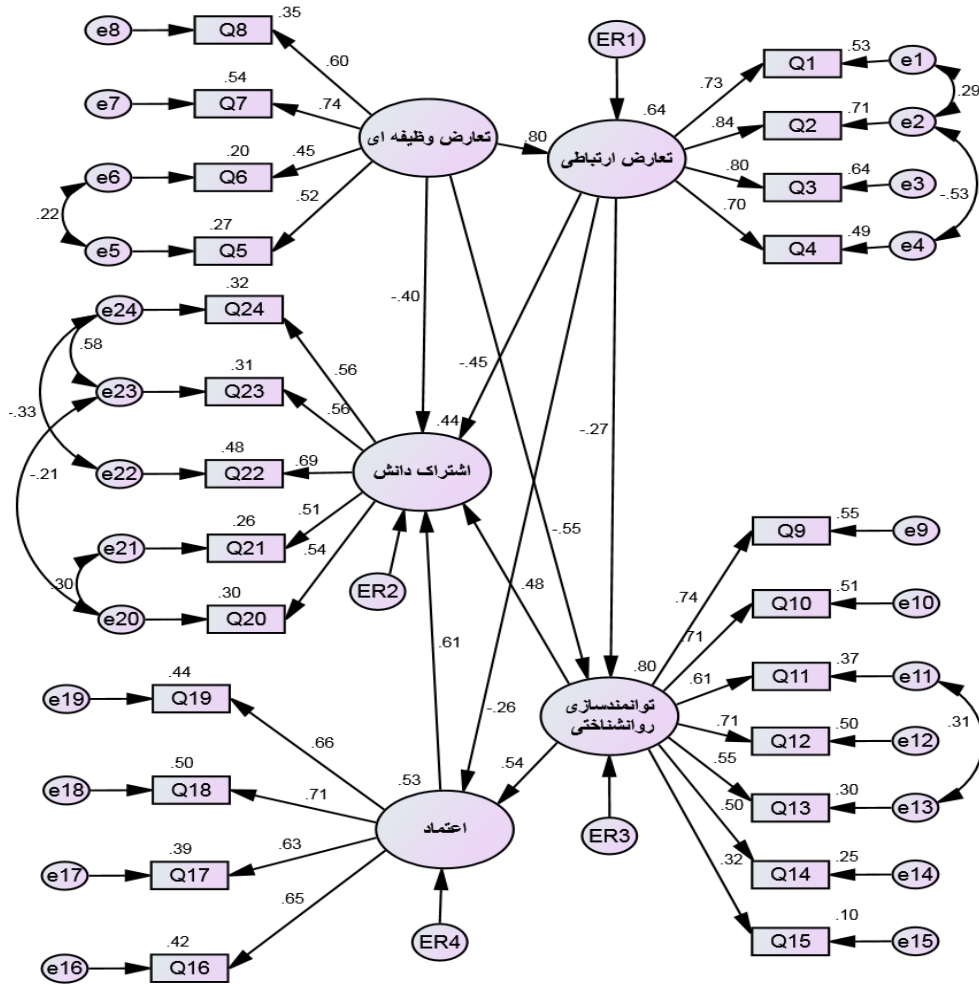 .35
e8
Q8
.60
ER1
.53
Q1
e1
.73
.29
.54
e7
Q7
.74
.64
.71
Q2
e2
.84
تعارض وظیفه ای
.80
تعارض ارتباطی
.20
e6
Q6
.45
.80
Q3
.64
e3
-.53
.22
.52
.70
.27
e5
Q5
Q4
.49
e4
.32
e24
Q24
-.40
.58
.56
-.45
.31
e23
Q23
.56
-.33
.44
-.27
.48
e22
Q22
.69
اشتراک دانش
-.21
.51
.26
e21
Q21
.54
-.55
.55
Q9
e9
.30
.30
ER2
.48
.74
e20
Q20
.51
Q10
e10
.71
.61
.44
e19
Q19
.80
.37
.61
Q11
e11
توانمندسازی
روانشناختی
-.26
.31
.66
.71
.50
Q12
e12
.50
e18
Q18
.53
.54
.55
.30
Q13
e13
.71
اعتماد
.50
ER3
.39
e17
Q17
.63
.32
Q14
.25
e14
.65
.42
e16
Q16
ER4
.10
Q15
e15